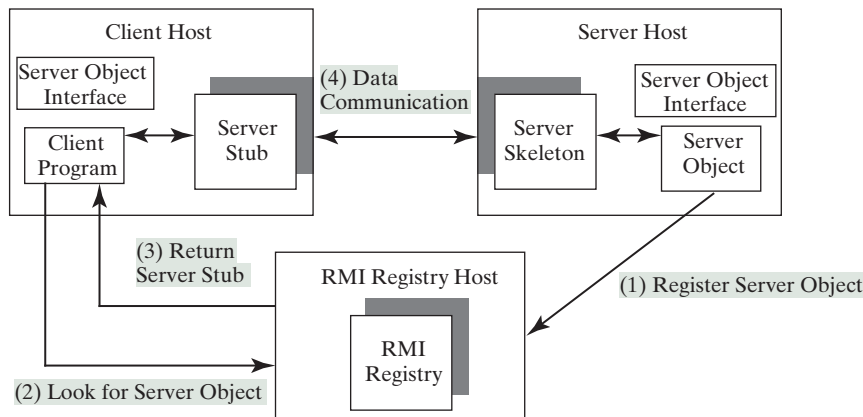 Client Host
Server Host
Server Object
Interface
Client
Program
Server
Stub
(4) Data
Communication
Server
Skeleton
Server Object
Interface
Server
Object
(3) Return
Server Stub
RMI Registry Host
RMI
Registry
(1) Register Server Object
(2) Look for Server Object